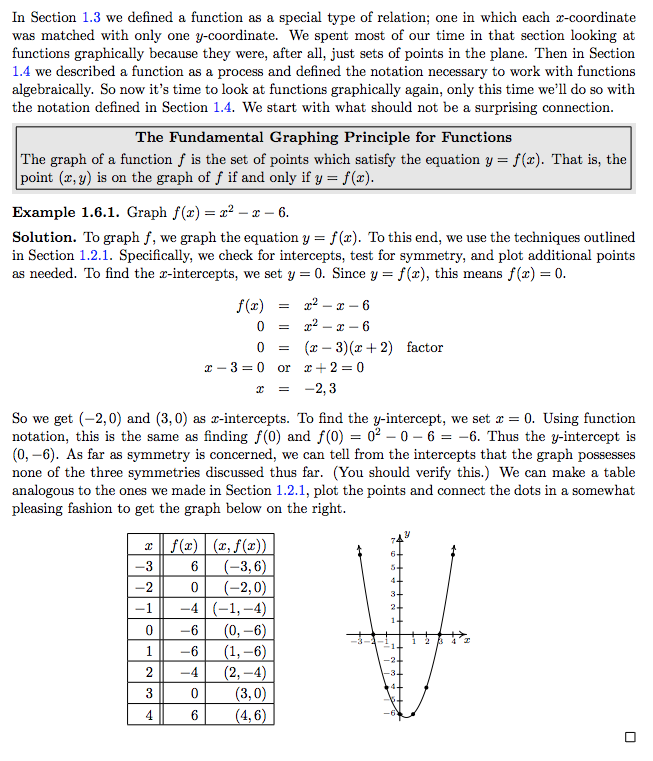 In Section 1.3 we defined a function as a special type of relation; one in which each x-coordinate
was matched with only one y-coordinate. We spent most of our time in that section looking at
functions graphically because they were, after all, just sets of points in the plane. Then in Section
1.4 we described a function as a process and defined the notation necessary to work with functions
algebraically. So now it's time to look at functions graphically again, only this time we'll do so with
the notation defined in Section 1.4. We start with what should not be a surprising connection.
The Fundamental Graphing Principle for Functions
The graph of a function f is the set of points which satisfy the equation y = f(x). That is, the
point (x, y) is on the graph of f if and only if y = f(x).
Example 1.6.1. Graph f(x) = x² − x − 6.
Solution. To graph f, we graph the equation y = f(x). To this end, we use the techniques outlined
in Section 1.2.1. Specifically, we check for intercepts, test for symmetry, and plot additional points
as needed. To find the x-intercepts, we set y = 0. Since y = f(x), this means f(x) = 0.
f(x) = x² − x − 6
0 = x² − x − 6
0 = (x − 3)(x + 2) factor
x − 3 = 0 or x + 2 = 0
x = −2, 3
So we get (−2, 0) and (3, 0) as x-intercepts. To find the y-intercept, we set x = 0. Using function
notation, this is the same as finding f(0) and f(0) = 0² − 0 − 6 = −6. Thus the y-intercept is
(0, −6). As far as symmetry is concerned, we can tell from the intercepts that the graph possesses
none of the three symmetries discussed thus far. (You should verify this.) We can make a table
analogous to the ones we made in Section 1.2.1, plot the points and connect the dots in a somewhat
pleasing fashion to get the graph below on the right.
x f(x) (x, f(x))
−3 6 (−3, 6)
−2 0 (−2, 0)
−1 −4 (−1, −4)
0 −6 (0, −6)
1 −6 (1, −6)
2 −4 (2, −4)
3 0 (3, 0)
4 6 (4, 6)
y
7
6
5
4
3
2
1
−3 −2 −1 1 2 3 4 x
−1
−2
−3
−4
−5
−6